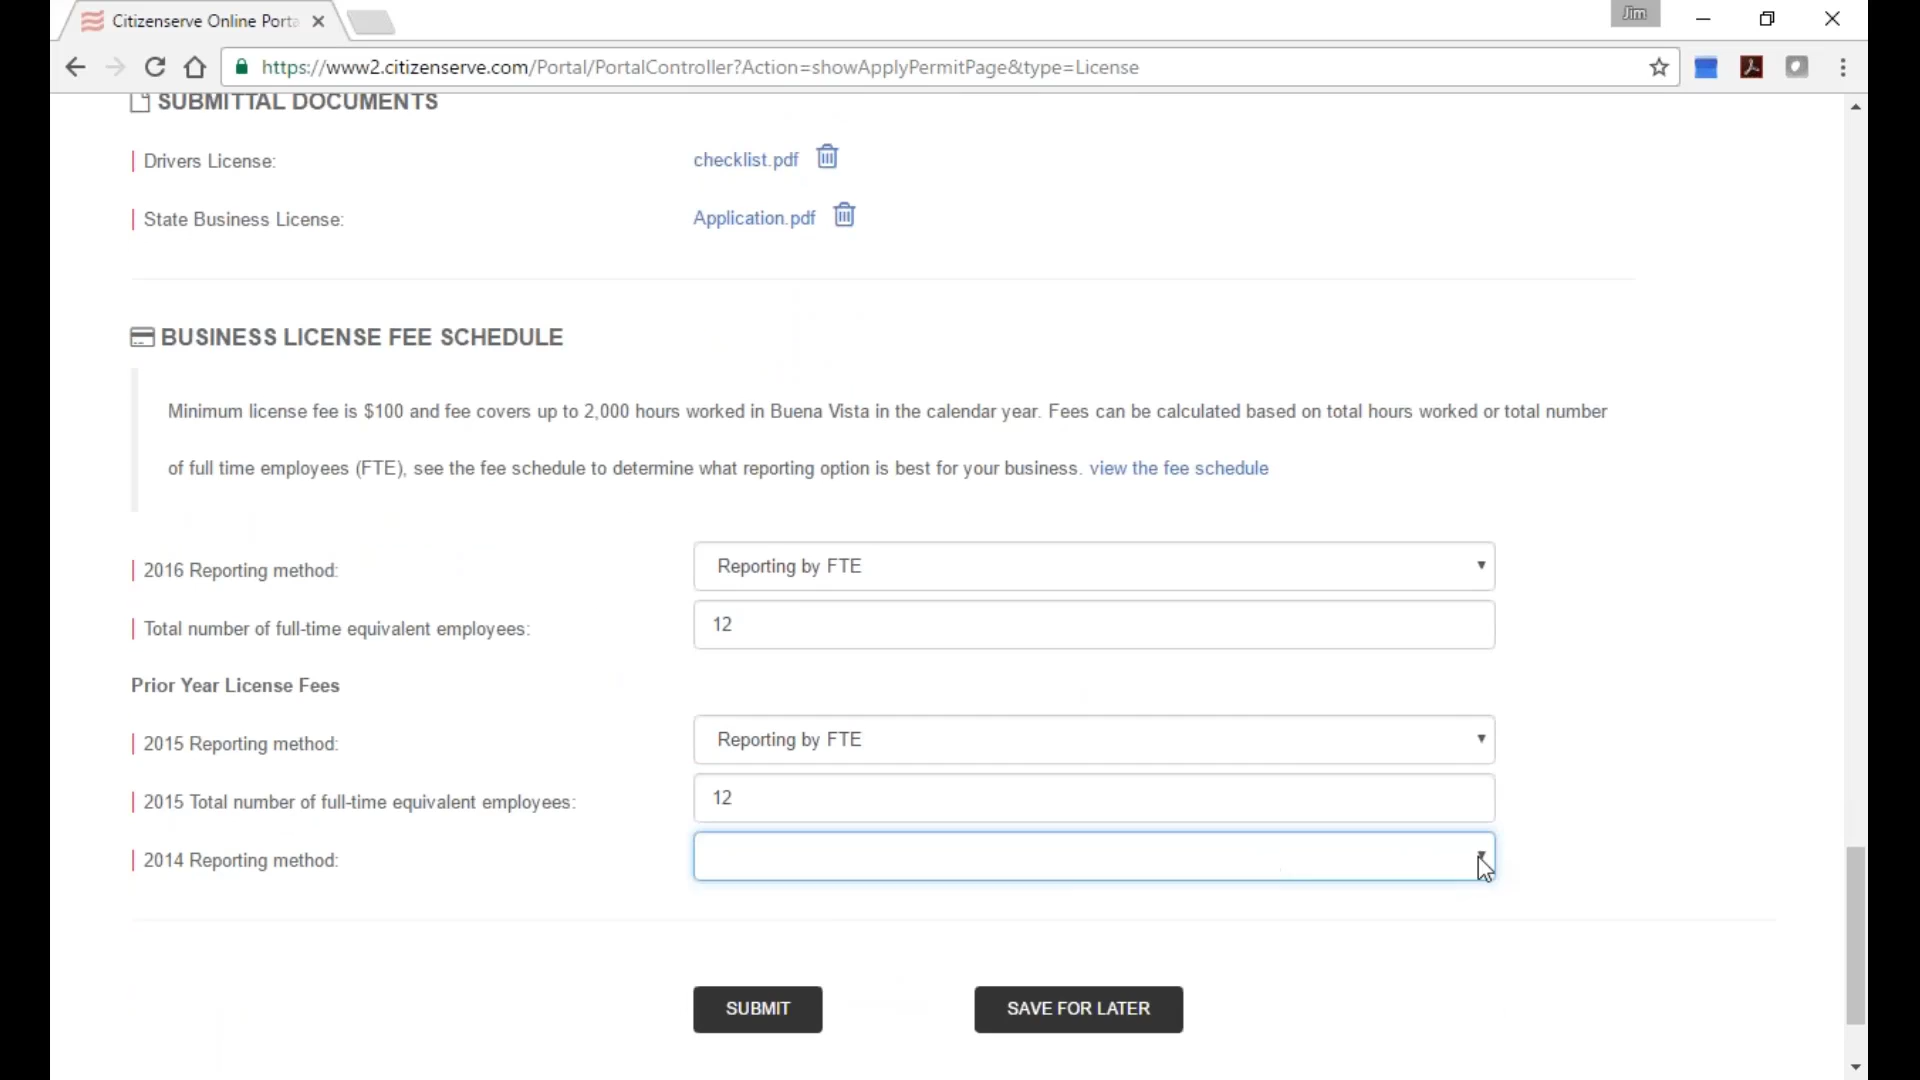 Citizenserve Online Porta
Jim
https://www2.citizenserve.com/Portal/PortalController?Action=showApplyPermitPage&type=License
SUBMITTAL DOCUMENTS
Drivers License:
checklist.pdf
State Business License:
Application.pdf
BUSINESS LICENSE FEE SCHEDULE
Minimum license fee is $100 and fee covers up to 2,000 hours worked in Buena Vista in the calendar year. Fees can be calculated based on total hours worked or total number
of full time employees (FTE), see the fee schedule to determine what reporting option is best for your business. view the fee schedule
2016 Reporting method:
Reporting by FTE
Total number of full-time equivalent employees:
12
Prior Year License Fees
2015 Reporting method:
Reporting by FTE
2015 Total number of full-time equivalent employees:
12
2014 Reporting method:
SUBMIT
SAVE FOR LATER